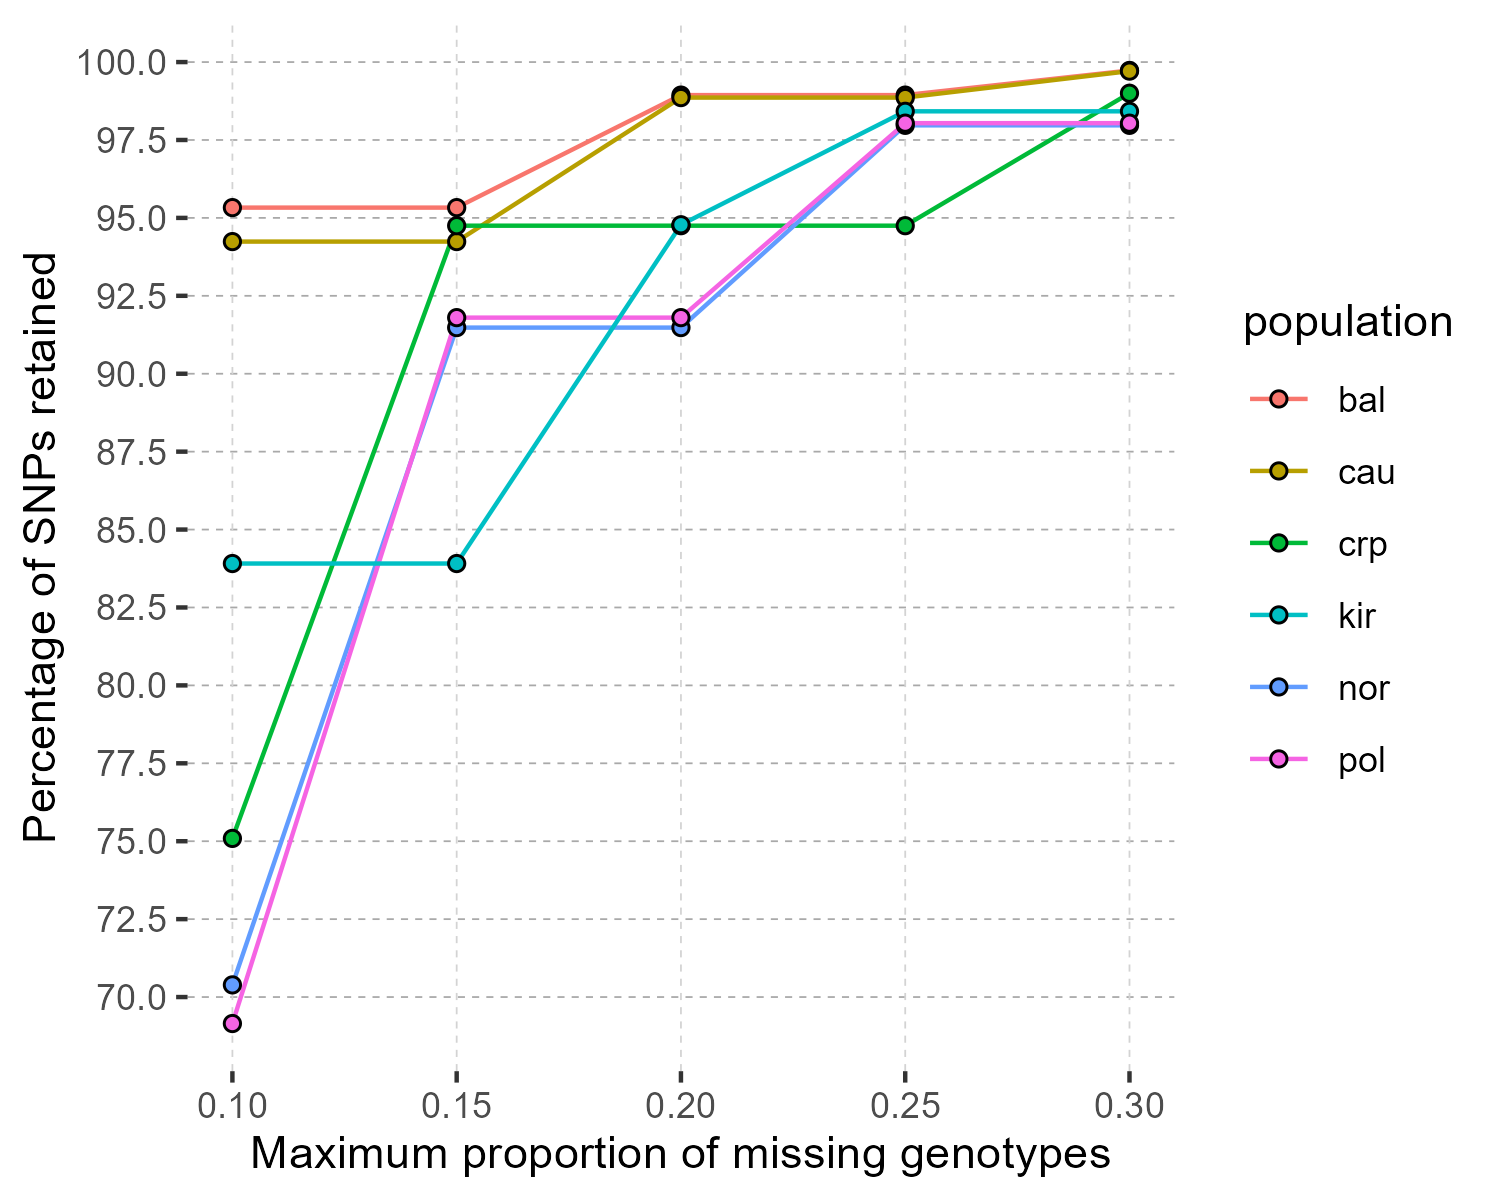 100.0
97.5
95.0
92.5
90.0
87.5
85.0
82.5
80.0
77.5
75.0
72.5
70.0
Percentage of SNPs retained
0.10 0.15 0.20 0.25 0.30
Maximum proportion of missing genotypes
population
bal
cau
crp
kir
nor
pol